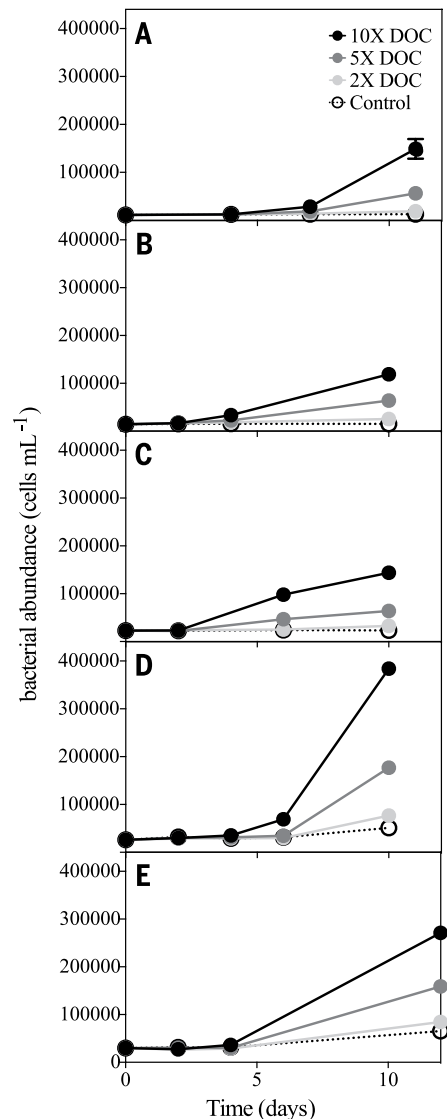 A
400000
300000
200000
100000
10X DOC
5X DOC
2X DOC
Control
B
400000
300000
200000
100000
C
400000
300000
200000
100000
D
400000
300000
200000
100000
E
400000
300000
200000
100000
0
0 5 10
Time (days)
bacterial abundance (cells mL⁻¹)